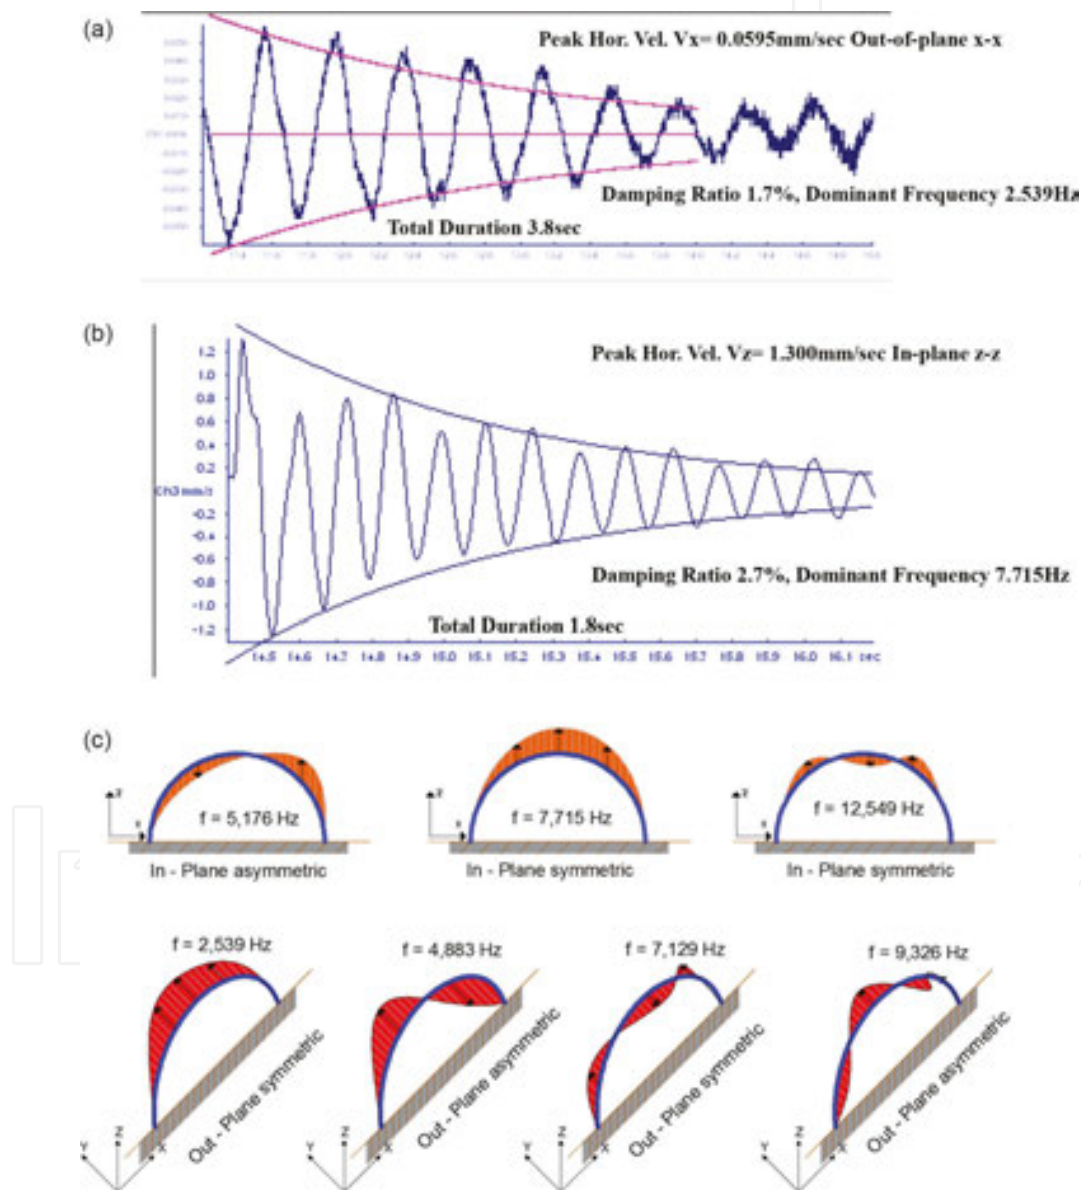 (a)
Peak Hor. Vel. Vx= 0.0595mm/sec Out-of-plane x-x
Damping Ratio 1.7%, Dominant Frequency 2.539Hz
Total Duration 3.8sec
(b)
Peak Hor. Vel. Vz= 1.300mm/sec In-plane z-z
1.2
1.0
0.8
0.6
0.4
0.2
Ch3 mm/s
-0.2
-0.4
-0.6
-0.8
-1.0
-1.2
Damping Ratio 2.7%, Dominant Frequency 7.715Hz
Total Duration 1.8sec
14.5 14.6 14.7 14.8 14.9 15.0 15.1 15.2 15.3 15.4 15.5 15.6 15.7 15.8 15.9 16.0 16.1 sec
(c)
f = 5,176 Hz
f = 7,715 Hz
f = 12,549 Hz
In - Plane asymmetric
In - Plane symmetric
In - Plane symmetric
f = 2,539 Hz
f = 4,883 Hz
f = 7,129 Hz
f = 9,326 Hz
Out - Plane symmetric
Out - Plane asymmetric
Out - Plane symmetric
Out - Plane asymmetric
Y Z X
Y Z X
Y Z X
Y Z X